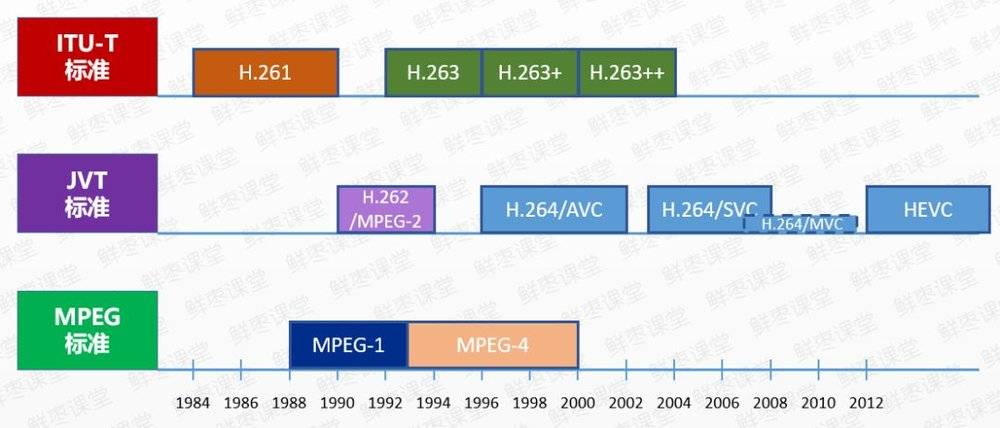 ITU-T
标准
H.261
H.263
H.263+
H.263++
JVT
标准
H.262
/MPEG-2
H.264/AVC
H.264/SVC
H.264/MVC
HEVC
MPEG
标准
MPEG-1
MPEG-4
1984 1986 1988 1990 1992 1994 1996 1998 2000 2002 2004 2006 2008 2010 2012
鲜枣课堂